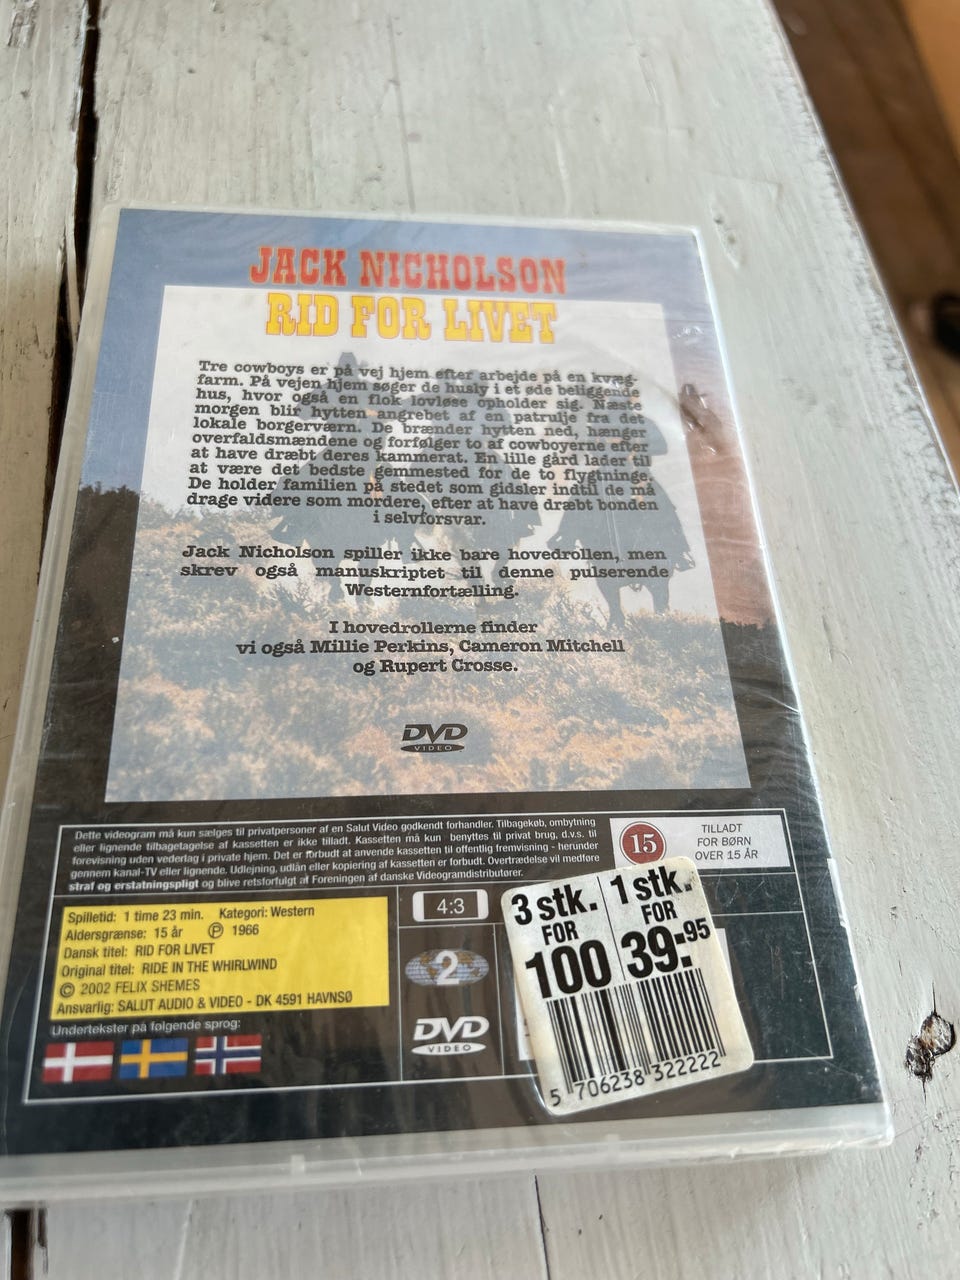 JACK NICHOLSON
RID FOR LIVET
Tre cowboys er på vej hjem efter arbejde på en kvæg-
farm. På vejen hjem søger de husly i et øde beliggende
hus, hvor også en flok lovløse opholder sig. Næste
morgen blir hytten angrebet af en patrulje fra det
lokale borgerværn. De brænder hytten ned, hænger
overfaldsmændene og forfølger to af cowboyerne efter
at have dræbt deres kammerat. En lille gård lader til
at være det bedste gemmested for de to flygtninge.
De holder familien på stedet som gidsler indtil de må
drage videre som mordere, efter at have dræbt bonden
i selvforsvar.
Jack Nicholson spiller ikke bare hovedrollen, men
skrev også manuskriptet til denne pulserende
Westernfortælling.
I hovedrollerne finder
vi også Millie Perkins, Cameron Mitchell
og Rupert Crosse.
DVD
VIDEO
Dette videogram må kun sælges til privatpersoner af en Salut Video godkendt forhandler. Tilbagekøb, ombytning
eller lignende tilbagetagelse af kassetten er ikke tilladt. Kassetten må kun benyttes til privat brug, d.v.s. til
forevisning uden vederlag i private hjem. Det er forbudt at anvende kassetten til offentlig fremvisning - herunder
gennem kanal-TV eller lignende. Udlejning, udlån eller kopiering af kassetten er forbudt. Overtrædelse vil medføre
straf og erstatningspligt og blive retsforfulgt af Foreningen af danske Videogramdistributører.
15
TILLADT
FOR BØRN
OVER 15 ÅR
Spilletid: 1 time 23 min. Kategori: Western
Aldersgrænse: 15 år Ⓟ 1966
Dansk titel: RID FOR LIVET
Original titel: RIDE IN THE WHIRLWIND
© 2002 FELIX SHEMES
Ansvarlig: SALUT AUDIO & VIDEO - DK 4591 HAVNSØ
Undertekster på følgende sprog:
4:3
2
DVD
VIDEO
3 stk. 1 stk.
FOR FOR
100 39.95
5 706238 322222